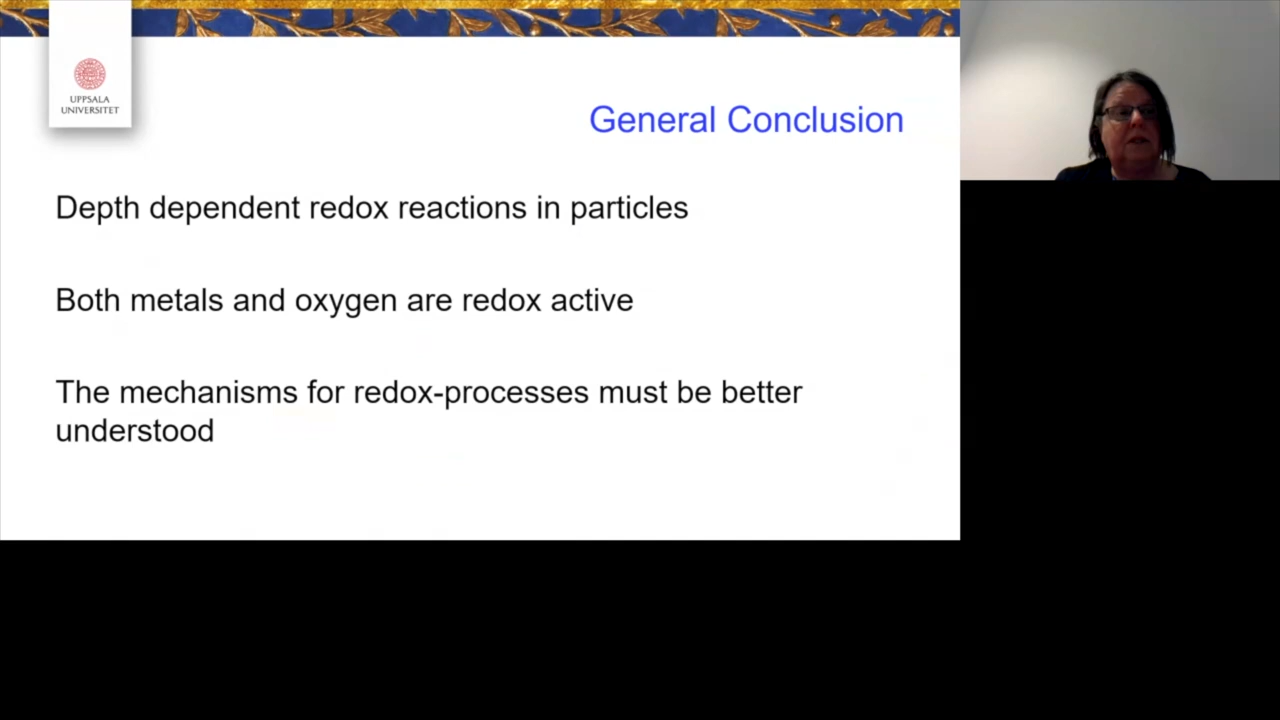 UPPSALA
UNIVERSITET
General Conclusion
Depth dependent redox reactions in particles
Both metals and oxygen are redox active
The mechanisms for redox-processes must be better
understood